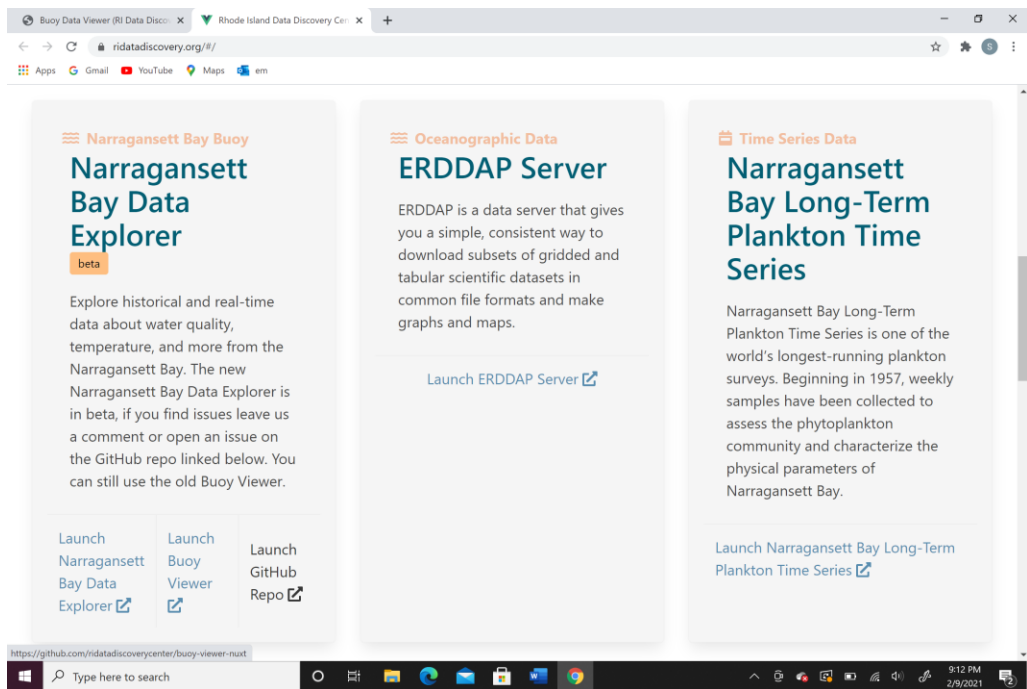 Buoy Data Viewer (RI Data Disco
Rhode Island Data Discovery Cen
ridatadiscovery.org/#/
S
Apps Gmail YouTube Maps em
Narragansett Bay Buoy
Narragansett
Bay Data
Explorer
beta
Explore historical and real-time
data about water quality,
temperature, and more from the
Narragansett Bay. The new
Narragansett Bay Data Explorer is
in beta, if you find issues leave us
a comment or open an issue on
the GitHub repo linked below. You
can still use the old Buoy Viewer.
Launch
Narragansett
Bay Data
Explorer
Launch
Buoy
Viewer
Launch
GitHub
Repo
Oceanographic Data
ERDDAP Server
ERDDAP is a data server that gives
you a simple, consistent way to
download subsets of gridded and
tabular scientific datasets in
common file formats and make
graphs and maps.
Launch ERDDAP Server
Time Series Data
Narragansett
Bay Long-Term
Plankton Time
Series
Narragansett Bay Long-Term
Plankton Time Series is one of the
world's longest-running plankton
surveys. Beginning in 1957, weekly
samples have been collected to
assess the phytoplankton
community and characterize the
physical parameters of
Narragansett Bay.
Launch Narragansett Bay Long-Term
Plankton Time Series
https://github.com/ridatadiscoverycenter/buoy-viewer-nuxt
Type here to search
9:12 PM
2/9/2021
2